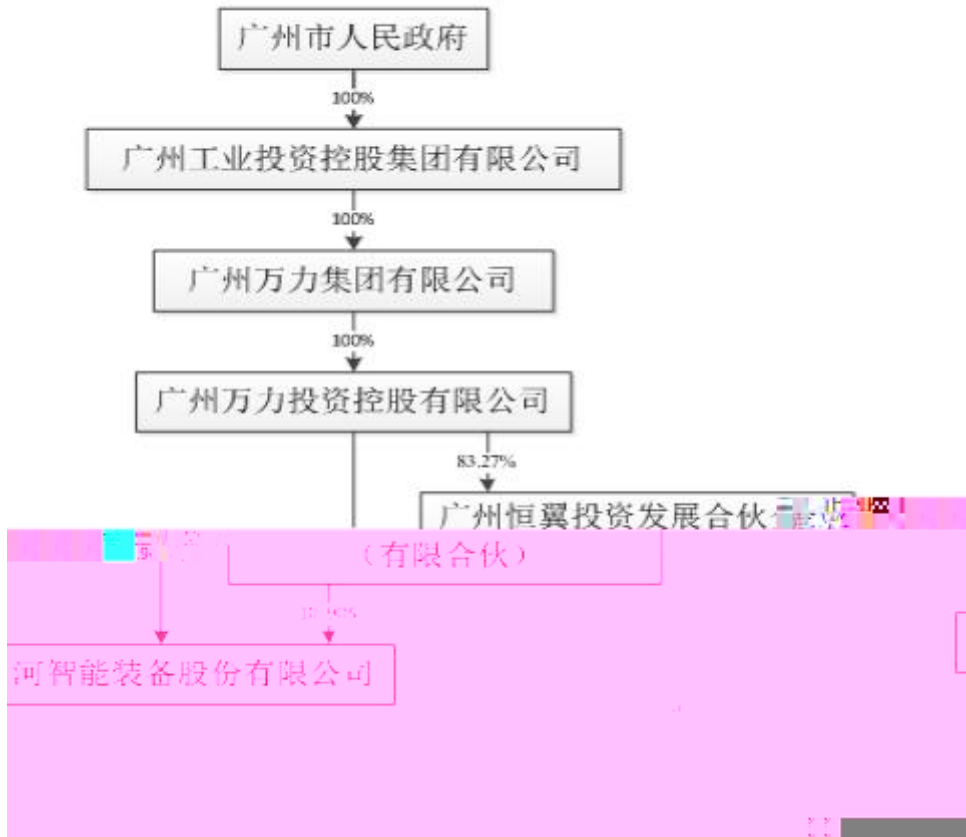 广州市人民政府
100%
广州工业投资控股集团有限公司
100%
广州万力集团有限公司
100%
广州万力投资控股有限公司
83.27%
广州恒翼投资发展合伙
（有限合伙）
河智能装备股份有限公司